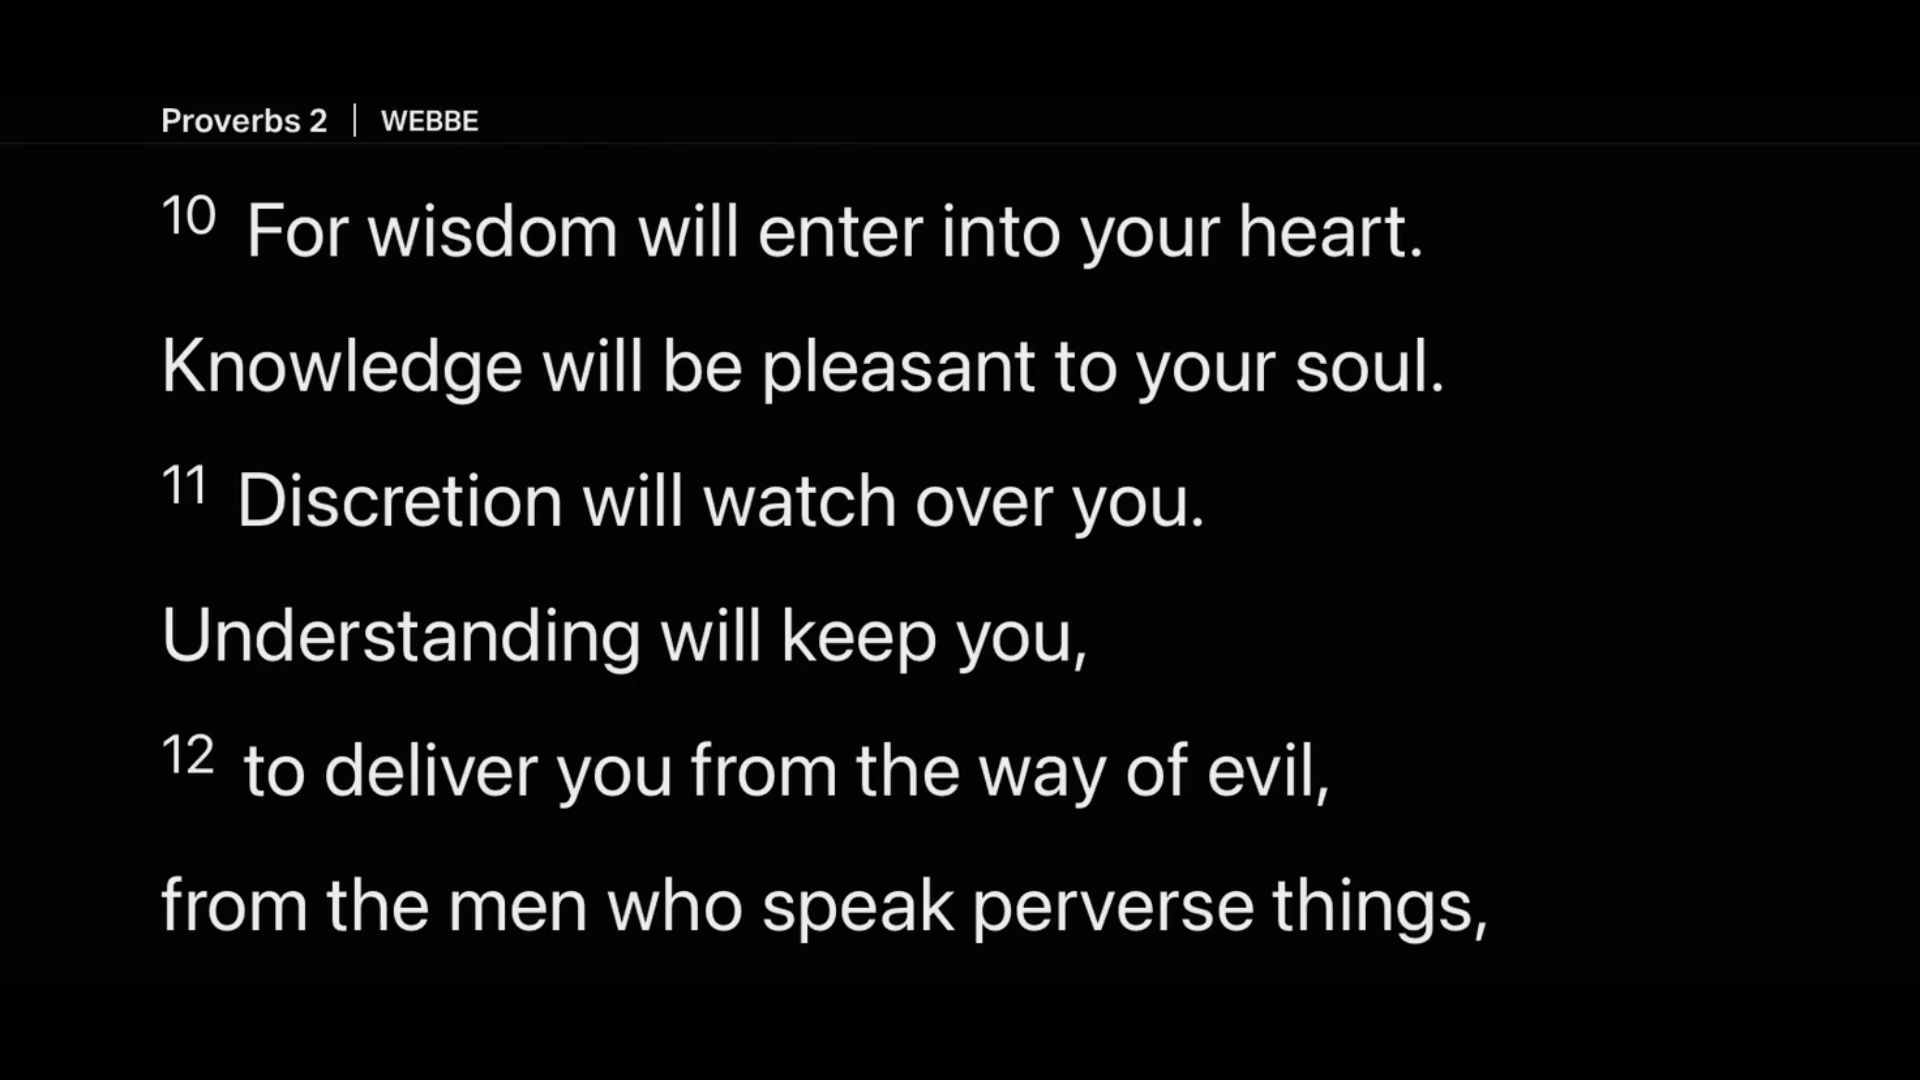 Proverbs 2 | WEBBE
10 For wisdom will enter into your heart.
Knowledge will be pleasant to your soul.
11 Discretion will watch over you.
Understanding will keep you,
12 to deliver you from the way of evil,
from the men who speak perverse things,